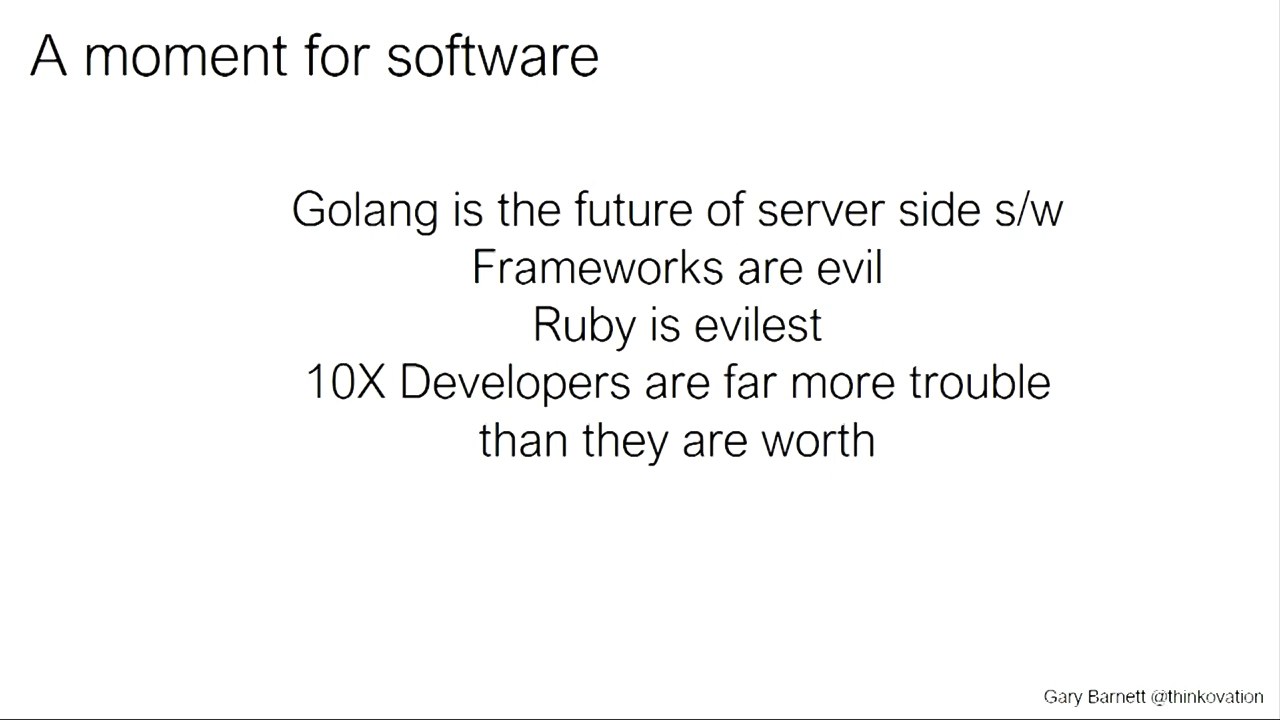 A moment for software
Golang is the future of server side s/w
Frameworks are evil
Ruby is evilest
10X Developers are far more trouble
than they are worth
Gary Barnett @thinkovation